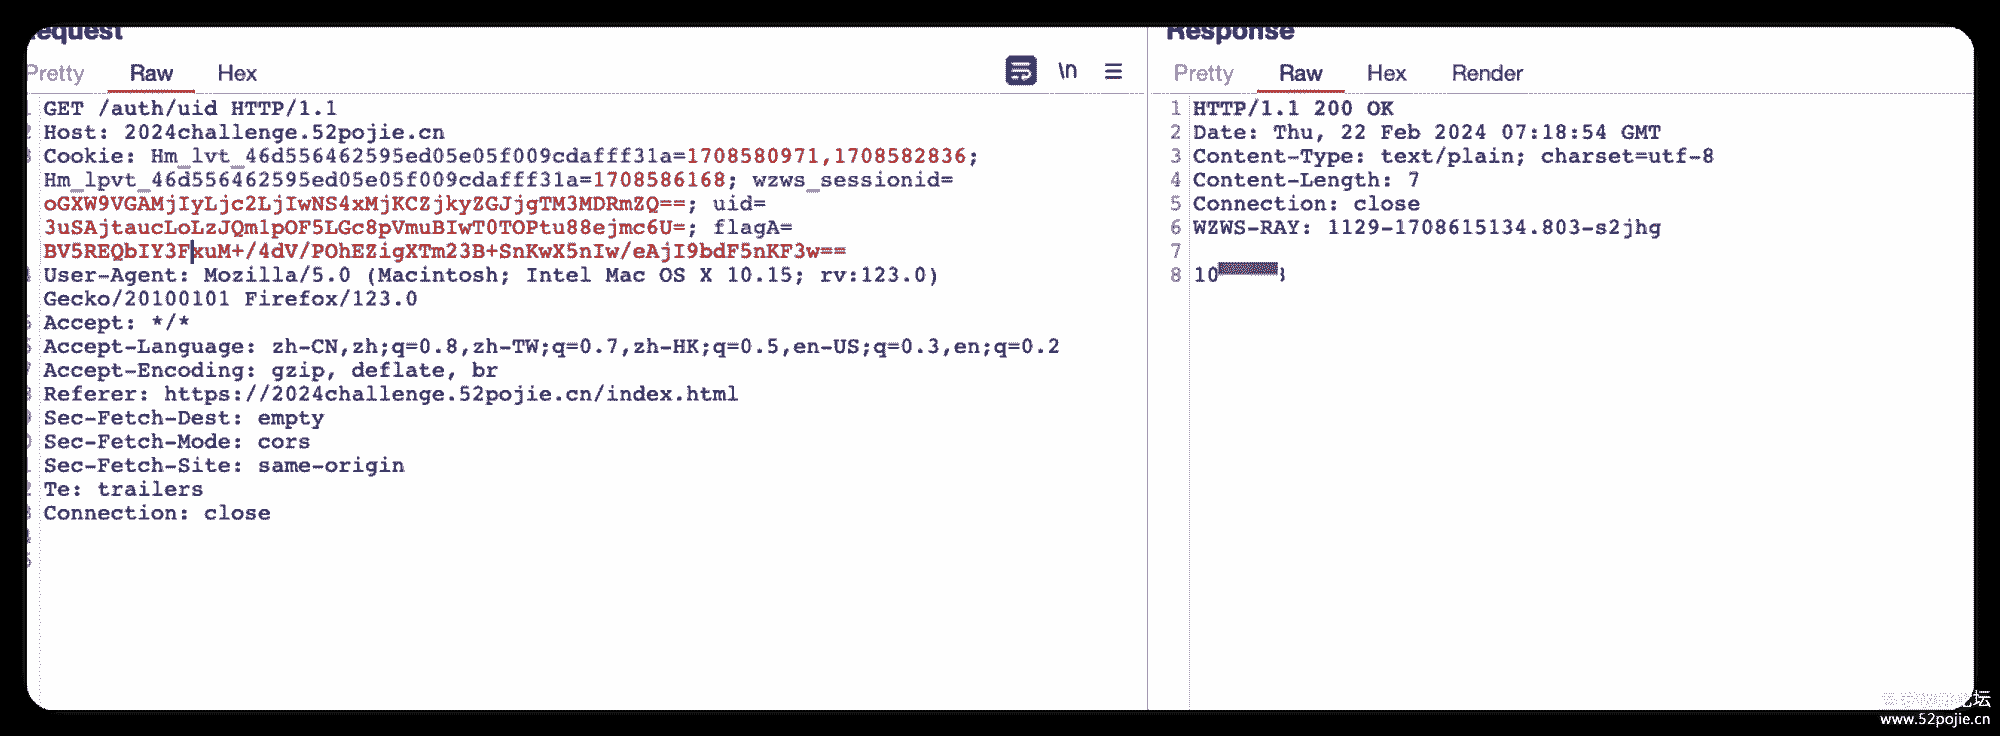 Request
Pretty Raw Hex \n
GET /auth/uid HTTP/1.1
Host: 2024challenge.52pojie.cn
Cookie: Hm_lvt_46d556462595ed05e05f009cdafff31a=1708580971,1708582836;
Hm_lpvt_46d556462595ed05e05f009cdafff31a=1708586168; wzws_sessionid=
oGXW9VGAMjIyLjc2LjIwNS4xMjKCZjkyZGJjgTM3MDRmZQ==; uid=
3uSAjtaucLoLzJQm1pOF5LGc8pVmuBIwT0TOPtu88ejmc6U=; flagA=
BV5REQbIY3FxuM+/4dV/POhEZigXTm23B+SnKwX5nIw/eAjI9bdF5nKF3w==
User-Agent: Mozilla/5.0 (Macintosh; Intel Mac OS X 10.15; rv:123.0)
Gecko/20100101 Firefox/123.0
Accept: */*
Accept-Language: zh-CN,zh;q=0.8,zh-TW;q=0.7,zh-HK;q=0.5,en-US;q=0.3,en;q=0.2
Accept-Encoding: gzip, deflate, br
Referer: https://2024challenge.52pojie.cn/index.html
Sec-Fetch-Dest: empty
Sec-Fetch-Mode: cors
Sec-Fetch-Site: same-origin
Te: trailers
Connection: close
Response
Pretty Raw Hex Render
1 HTTP/1.1 200 OK
2 Date: Thu, 22 Feb 2024 07:18:54 GMT
3 Content-Type: text/plain; charset=utf-8
4 Content-Length: 7
5 Connection: close
6 WZWS-RAY: 1129-1708615134.803-s2jhg
7
8 10
www.52pojie.cn